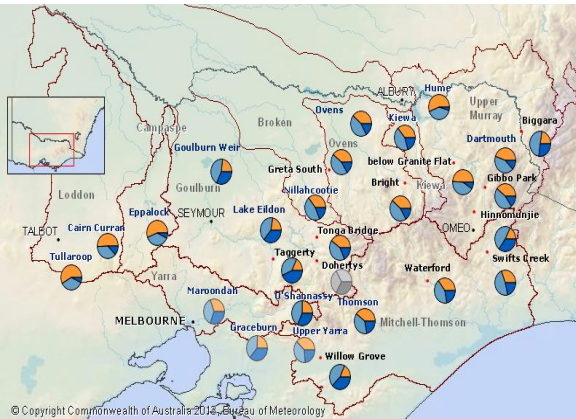 Hume
ALBURY
Upper
Murray
Ovens
Kiewa
Biggara
Campaspe
Broken
Dartmouth
Goulburn Weir
Ovens
below Granite Flat
Greta South
Gibbo Park
Goulburn
Bright
Kiewa
Loddon
Nillahcootie
Hinnomunjie
Eppalock
SEYMOUR
Lake Eildon
TALBOT
Cairn Curran
Tonga Bridge
OMEO
Tullaroop
Taggerty
Dohertys
Swifts Creek
Yarra
Waterford
Maroondah
O'Shannassy
Thomson
MELBOURNE
Graceburn
Upper Yarra
Mitchell-Thomson
Willow Grove
© Copyright Commonwealth of Australia 2013, Bureau of Meteorology